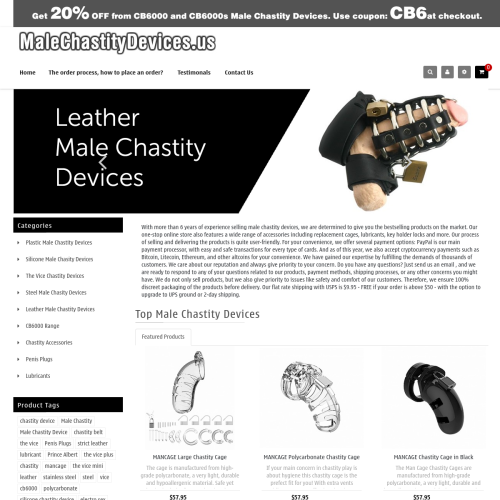 Get 20% OFF from CB6000 and CB6000s Male Chastity Devices. Use coupon: CB6 at checkout.
MaleChastityDevices.us
Home The order process, how to place an order? Testimonals Contact Us
0
Leather
Male Chastity
Devices
Categories
Plastic Male Chastity Devices
Silicone Male Chastity Devices
The Vice Chastity Devices
Steel Male Chastity Devices
Leather Male Chastity Devices
CB6000 Range
Chastity Accessories
Penis Plugs
Lubricants
Product Tags
chastity device Male Chastity
Male Chastity Device chastity belt
the vice Penis Plugs strict leather
lubricant Prince Albert the vice plus
chastity mancage the vice mini
leather stainless steel steel vice
cb6000 polycarbonate
silicone chastity device electro sex
With more than 6 years of experience selling male chastity devices, we are determined to give you the bestselling products on the market. Our
one-stop online store also features a wide range of accessories including replacement cages, lubricants, key holder locks and more. Our process
of selling and delivering the products is quite user-friendly. For your convenience, we offer several payment options: PayPal is our main
payment processor, with easy and safe transactions for every type of cards. And as of this year, we also accept cryptocurrency payments such as
Bitcoin, Litecoin, Ethereum, and other altcoins for your convenience. We have gained our expertise by fulfilling the demands of thousands of
customers. We care about our reputation and always give priority to your concern. Do you have any questions? Just send us an email , and we
are ready to respond to any of your questions related to our products, payment methods, shipping processes, or any other concerns you might
have. We do not only sell products, but we also give priority to issues like safety and comfort of our customers. Therefore, we ensure 100%
discreet packaging of the products before delivery. Our flat rate shipping with USPS is $9.95 - FREE if your order is above $50 - with the option to
upgrade to UPS ground or 2-day shipping.
Top Male Chastity Devices
Featured Products
MANCAGE Large Chastity Cage
The cage is manufactured from high-
grade polycarbonate, a very light, durable
and hypoallergenic material. Safe yet
$57.95
MANCAGE Polycarbonate Chastity Cage
If your main concern in chastity play is
about hygiene this chastity cage is the
perfect fit for you! With extra vents
$57.95
MANCAGE Chastity Cage in Black
The Man Cage Chastity Cages are
manufactured from high-grade
polycarbonate, a very light, durable and
$57.95